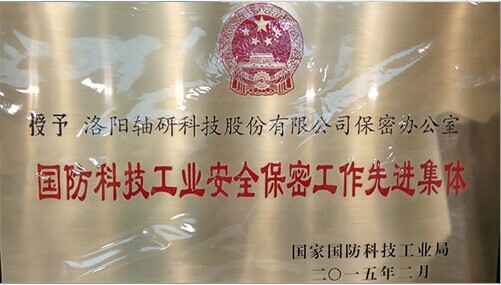 授予 洛阳轴研科技股份有限公司保密办公室
国防科技工业安全保密工作先进集体
国家国防科技工业局
二〇一五年二月